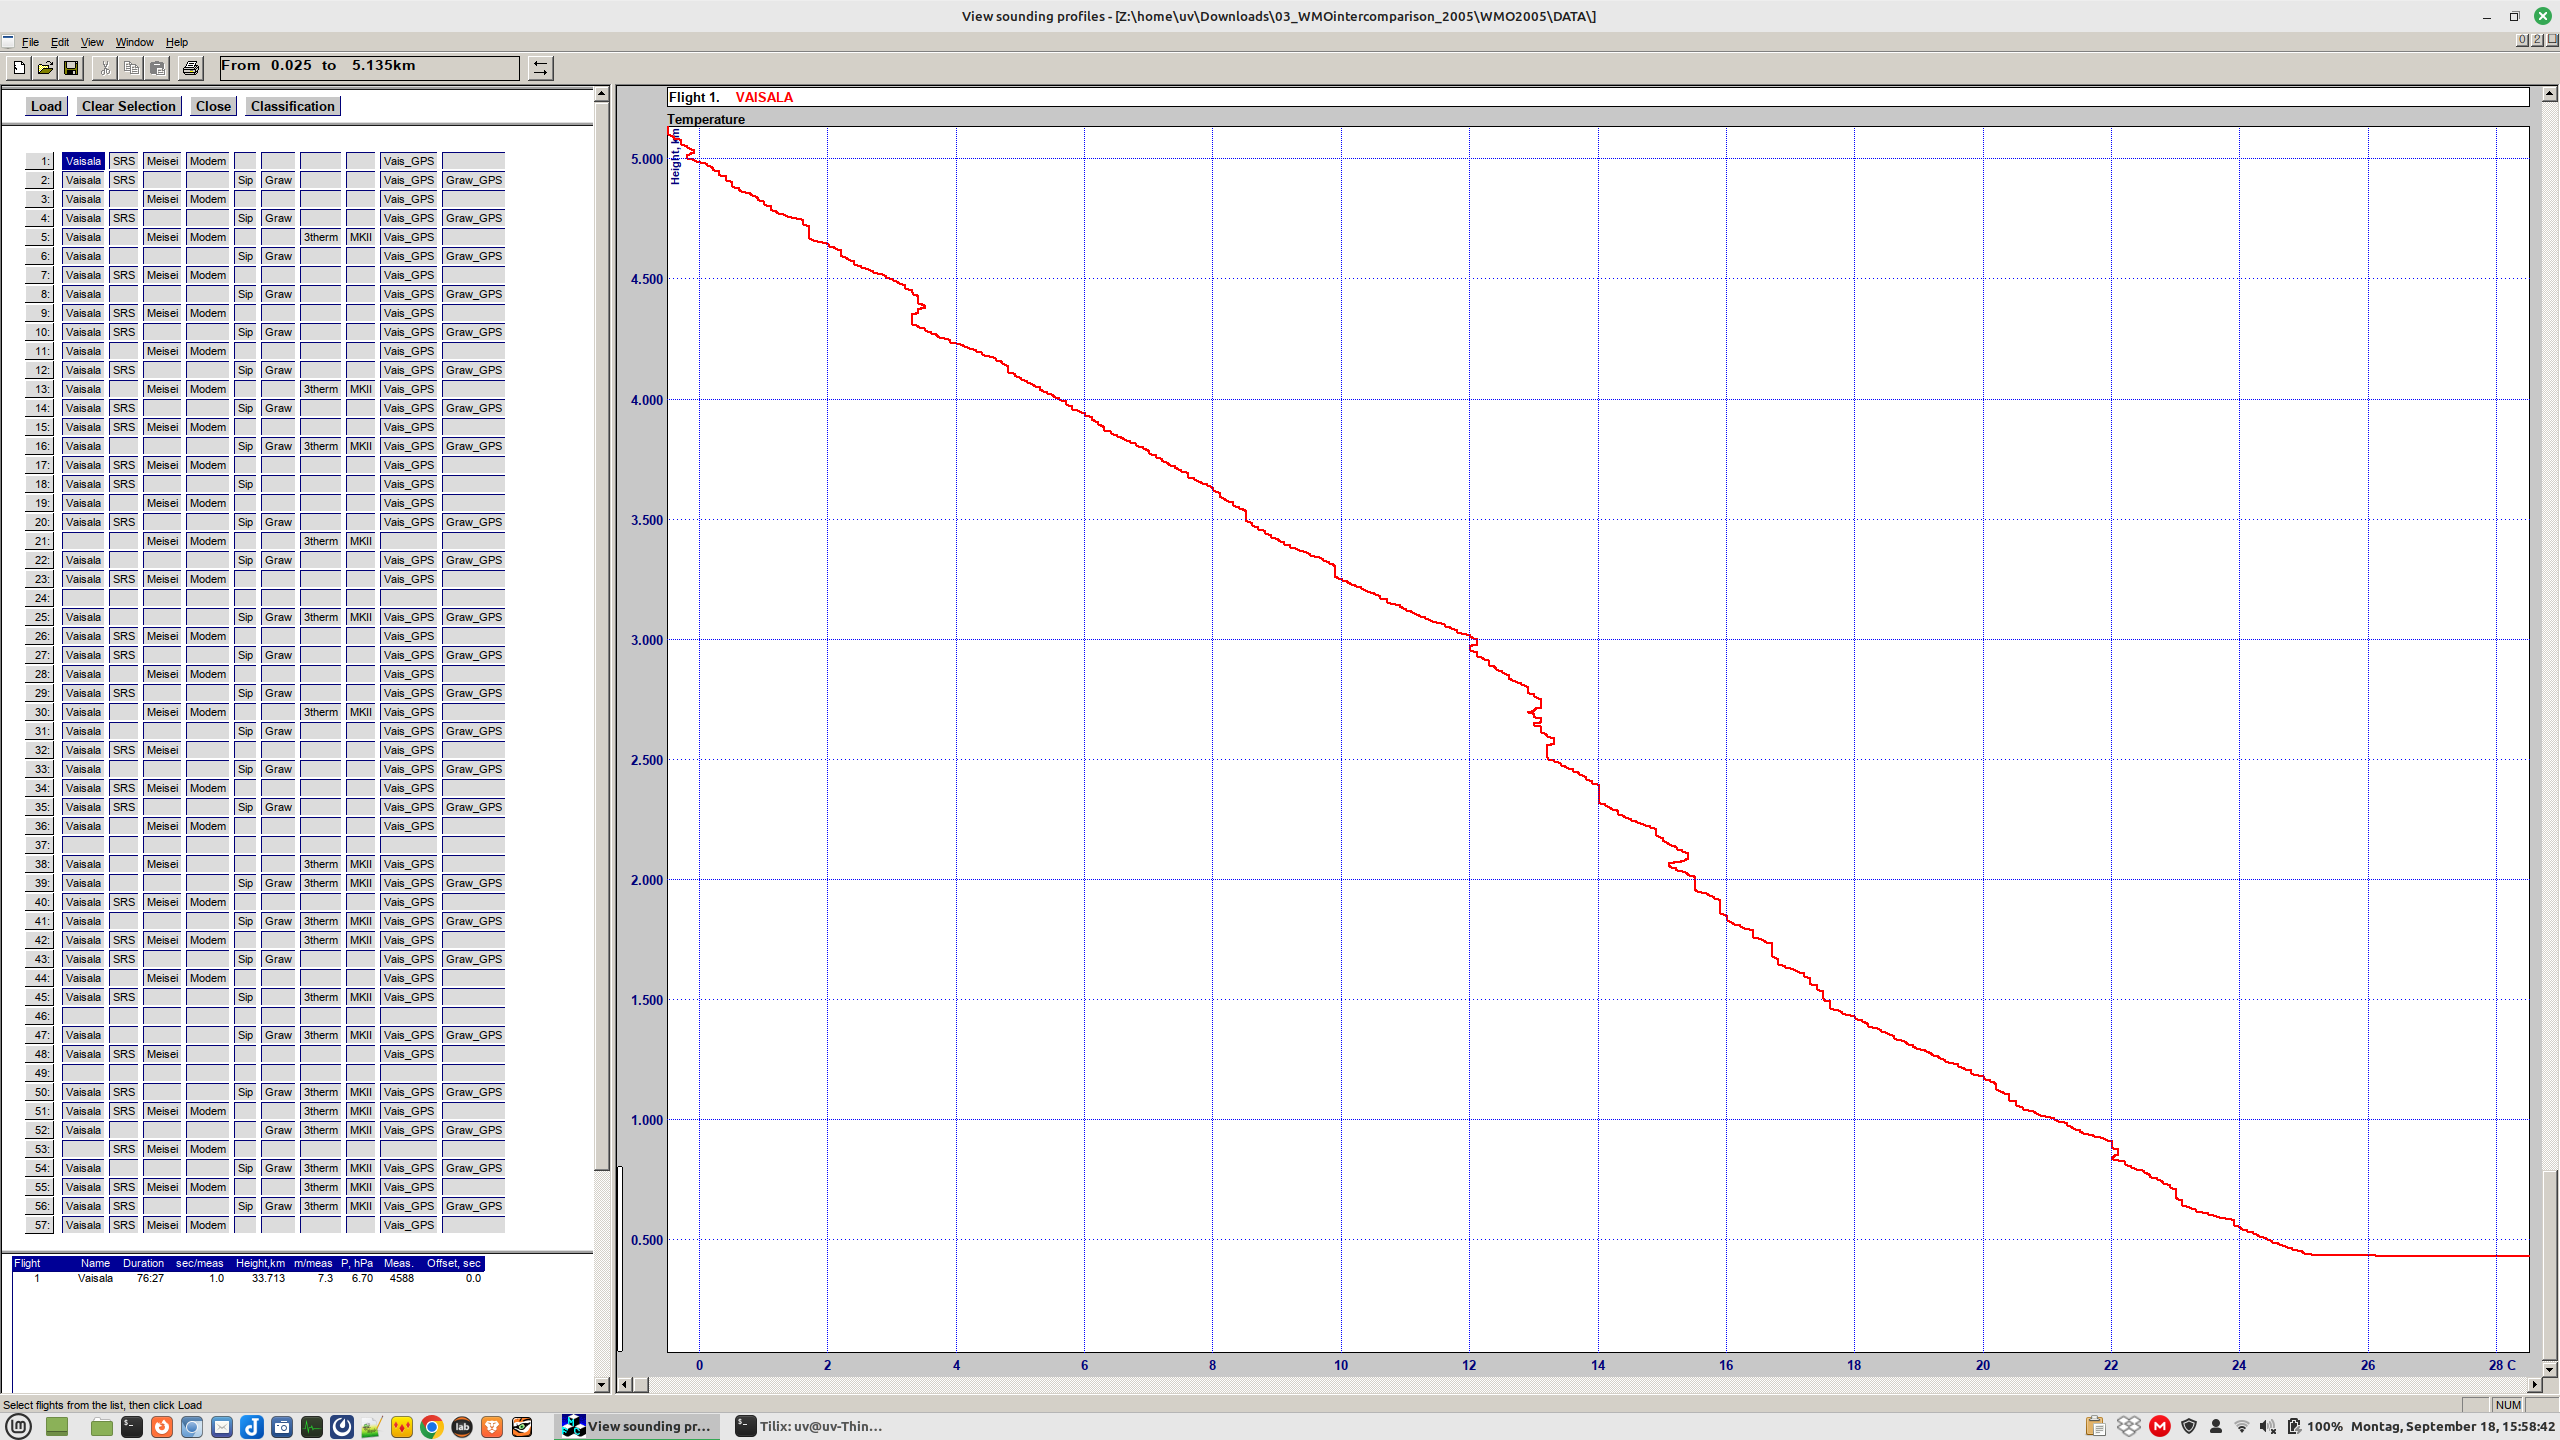 View sounding profiles - [Z:\home\uv\Downloads\03_WMOintercomparison_2005\WMO2005\DATA\]
File Edit View Window Help
From 0.025 to 5.135km
Load Clear Selection Close Classification
1: Vaisala SRS Meisei Modem Vais_GPS
2: Vaisala SRS Sip Graw Vais_GPS Graw_GPS
3: Vaisala Meisei Modem Vais_GPS
4: Vaisala SRS Sip Graw Vais_GPS Graw_GPS
5: Vaisala Meisei Modem 3therm MKII Vais_GPS
6: Vaisala Sip Graw Vais_GPS Graw_GPS
7: Vaisala SRS Meisei Modem Vais_GPS
8: Vaisala Sip Graw Vais_GPS Graw_GPS
9: Vaisala SRS Meisei Modem Vais_GPS
10: Vaisala SRS Sip Graw Vais_GPS Graw_GPS
11: Vaisala Meisei Modem Vais_GPS
12: Vaisala SRS Sip Graw Vais_GPS Graw_GPS
13: Vaisala Meisei Modem 3therm MKII Vais_GPS
14: Vaisala SRS Sip Graw Vais_GPS Graw_GPS
15: Vaisala SRS Meisei Modem Vais_GPS
16: Vaisala Sip Graw 3therm MKII Vais_GPS Graw_GPS
17: Vaisala SRS Meisei Modem Vais_GPS
18: Vaisala SRS Sip Vais_GPS
19: Vaisala Meisei Modem Vais_GPS
20: Vaisala SRS Sip Graw Vais_GPS Graw_GPS
21: Meisei Modem 3therm MKII
22: Vaisala Sip Graw Vais_GPS Graw_GPS
23: Vaisala SRS Meisei Modem Vais_GPS
24:
25: Vaisala Sip Graw 3therm MKII Vais_GPS Graw_GPS
26: Vaisala SRS Meisei Modem Vais_GPS
27: Vaisala SRS Sip Graw Vais_GPS Graw_GPS
28: Vaisala Meisei Modem Vais_GPS
29: Vaisala SRS Sip Graw Vais_GPS Graw_GPS
30: Vaisala Meisei Modem 3therm MKII Vais_GPS
31: Vaisala Sip Graw Vais_GPS Graw_GPS
32: Vaisala SRS Meisei Vais_GPS
33: Vaisala Sip Graw Vais_GPS Graw_GPS
34: Vaisala SRS Meisei Modem Vais_GPS
35: Vaisala SRS Sip Graw Vais_GPS Graw_GPS
36: Vaisala Meisei Modem Vais_GPS
37:
38: Vaisala Meisei 3therm MKII Vais_GPS
39: Vaisala Sip Graw 3therm MKII Vais_GPS Graw_GPS
40: Vaisala SRS Meisei Modem Vais_GPS
41: Vaisala Sip Graw 3therm MKII Vais_GPS Graw_GPS
42: Vaisala SRS Meisei Modem 3therm MKII Vais_GPS
43: Vaisala SRS Sip Graw Vais_GPS Graw_GPS
44: Vaisala Meisei Modem Vais_GPS
45: Vaisala SRS Sip 3therm MKII Vais_GPS
46:
47: Vaisala Sip Graw 3therm MKII Vais_GPS Graw_GPS
48: Vaisala SRS Meisei Vais_GPS
49:
50: Vaisala SRS Sip Graw 3therm MKII Vais_GPS Graw_GPS
51: Vaisala SRS Meisei Modem 3therm MKII Vais_GPS
52: Vaisala Graw 3therm MKII Vais_GPS Graw_GPS
53: SRS Meisei Modem
54: Vaisala Sip Graw 3therm MKII Vais_GPS Graw_GPS
55: Vaisala SRS Meisei Modem 3therm MKII Vais_GPS
56: Vaisala SRS Sip Graw 3therm MKII Vais_GPS Graw_GPS
57: Vaisala SRS Meisei Modem Vais_GPS
Flight Name Duration sec/meas Height,km m/meas P, hPa Meas. Offset, sec
1 Vaisala 76:27 1.0 33.713 7.3 6.70 4588 0.0
Flight 1. VAISALA
Temperature
Height, km
5.000
4.500
4.000
3.500
3.000
2.500
2.000
1.500
1.000
0.500
0 2 4 6 8 10 12 14 16 18 20 22 24 26 28 C
Select flights from the list, then click Load
NUM
View sounding pr...
Tilix: uv@uv-Thin...
lab
100% Montag, September 18, 15:58:42